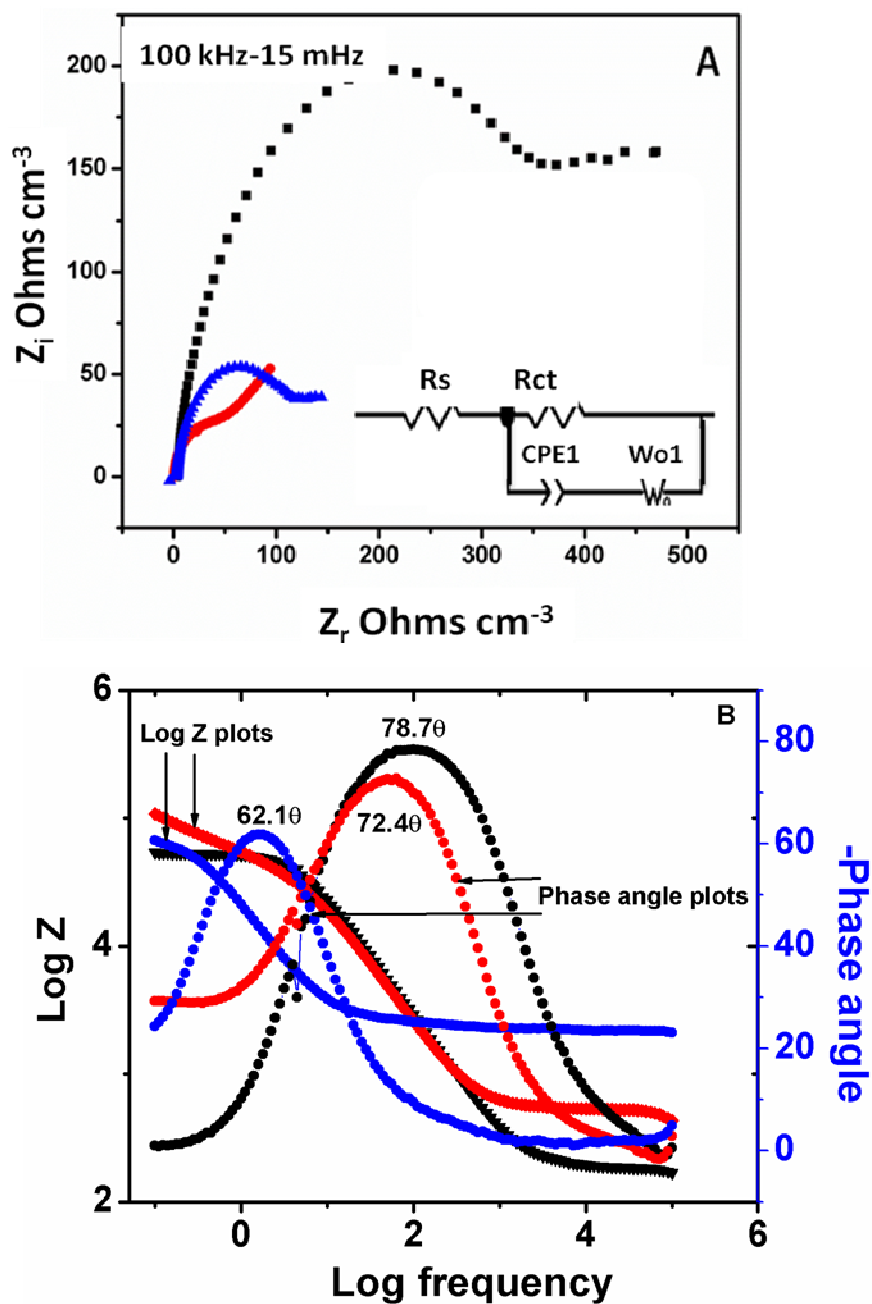 100 kHz-15 mHz
A
200
150
100
50
0
Zi Ohms cm-3
Rs
Rct
CPE1
Wo1
0
100
200
300
400
500
Zr Ohms cm-3
B
6
4
2
Log Z
Log Z plots
78.7θ
62.1θ
72.4θ
Phase angle plots
80
60
40
20
0
-Phase angle
0
2
4
6
Log frequency